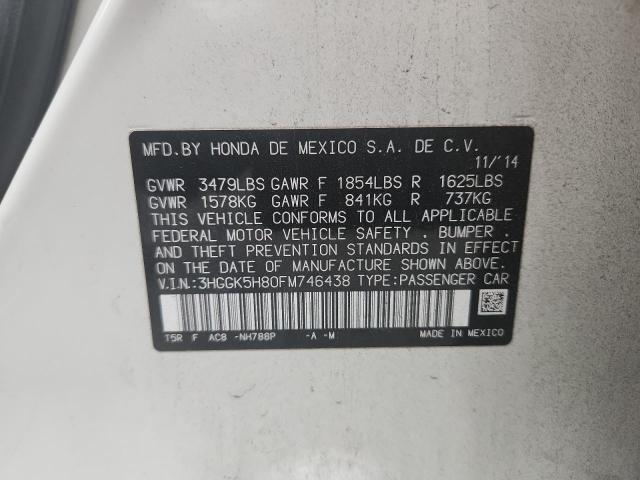 MFD.BY HONDA DE MEXICO S.A. DE C.V.
11/'14
GVWR 3479LBS GAWR F 1854LBS R 1625LBS
GVWR 1578KG GAWR F 841KG R 737KG
THIS VEHICLE CONFORMS TO ALL APPLICABLE
FEDERAL MOTOR VEHICLE SAFETY . BUMPER .
AND THEFT PREVENTION STANDARDS IN EFFECT
ON THE DATE OF MANUFACTURE SHOWN ABOVE.
V.I.N.:3HGGK5H80FM746438 TYPE:PASSENGER CAR
T5R F AC8 -NH788P -A -M
MADE IN MEXICO